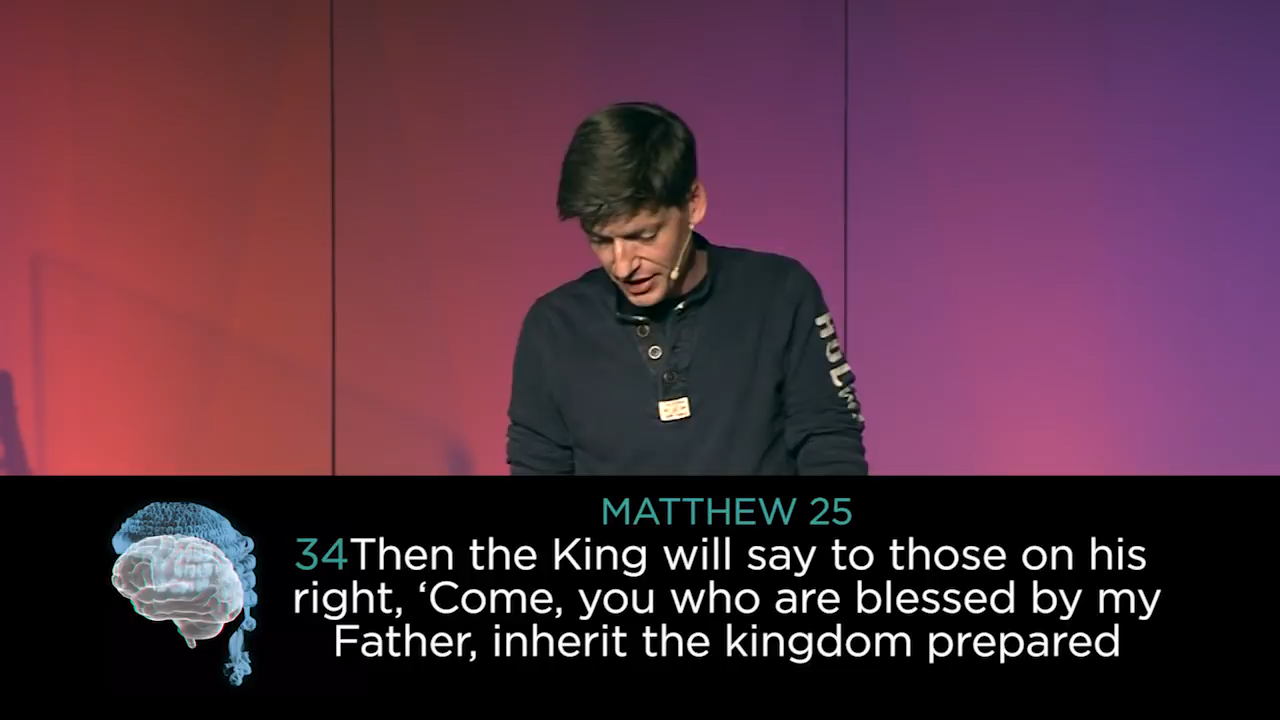 MATTHEW 25
34Then the King will say to those on his
right, ‘Come, you who are blessed by my
Father, inherit the kingdom prepared